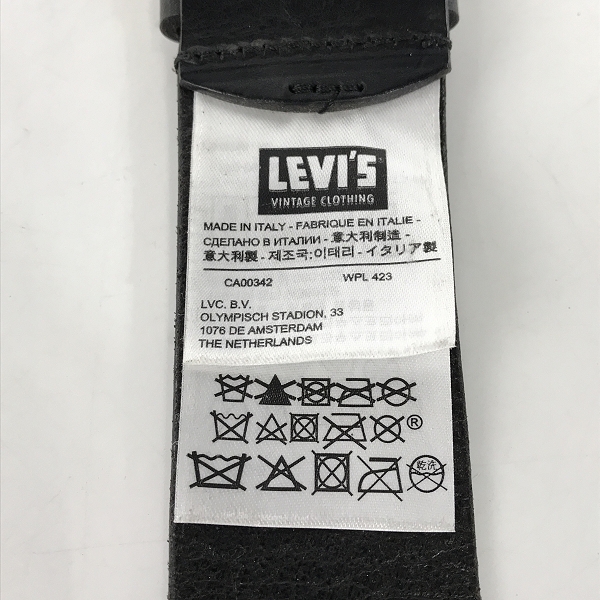 LEVI'S
VINTAGE CLOTHING
MADE IN ITALY - FABRIQUE EN ITALIE -
СДЕЛАНО В ИТАЛИИ - 意大利制造 -
意大利製 - 제조국:이태리 - イタリア製
CA00342 WPL 423
LVC. B.V.
OLYMPISCH STADION, 33
1076 DE AMSTERDAM
THE NETHERLANDS
®
乾洗